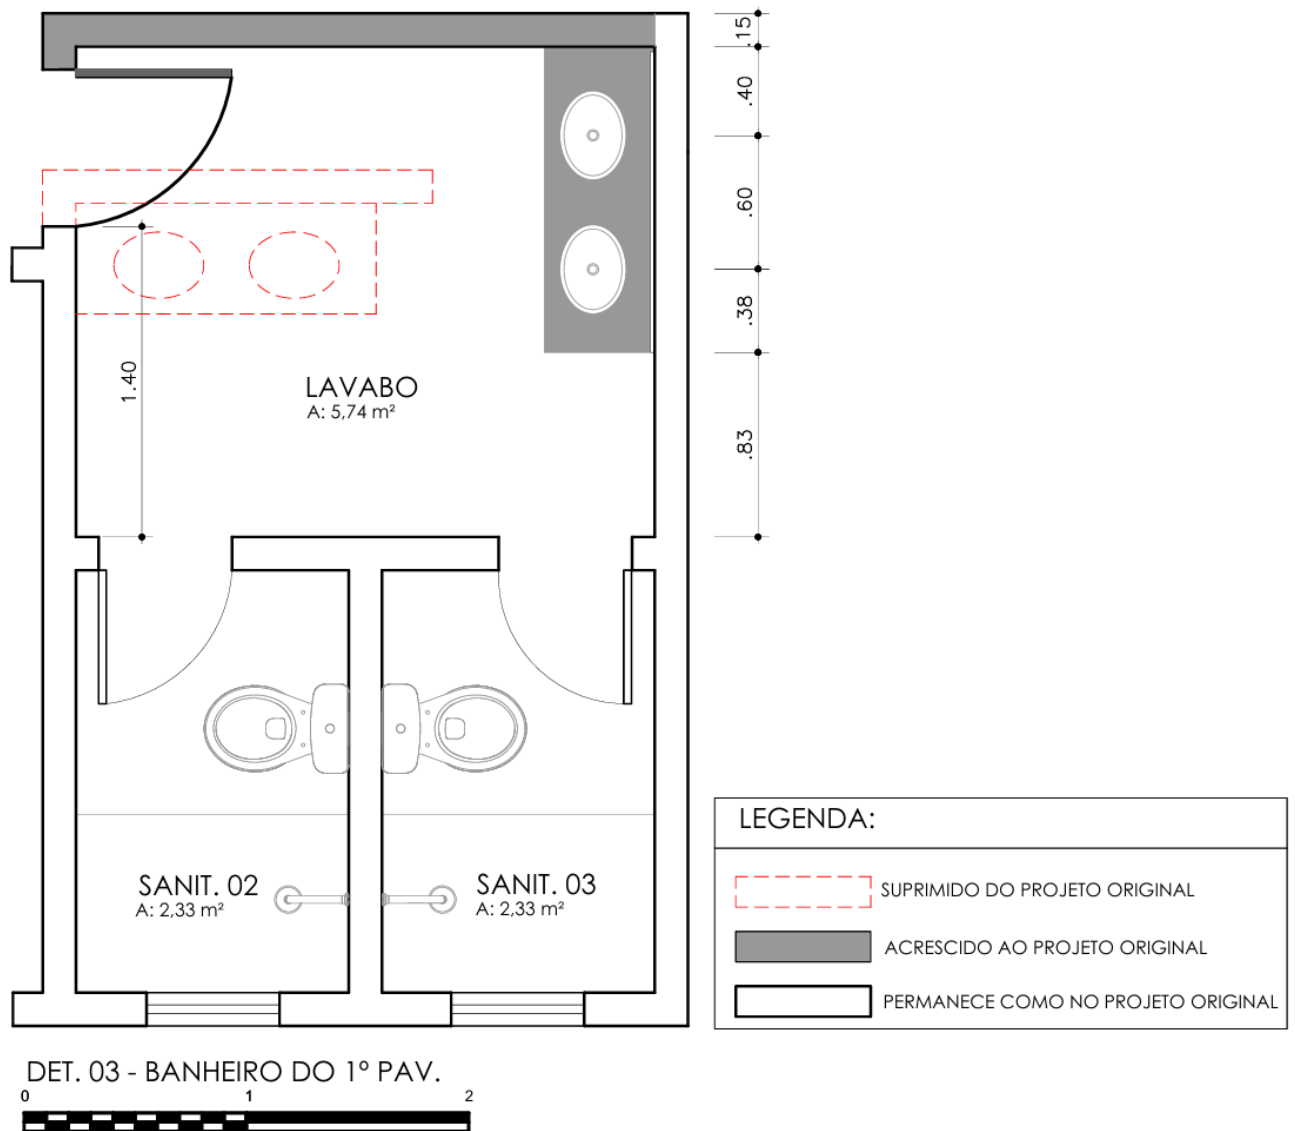 .15
.40
.60
.38
.83
1.40
LAVABO
A: 5,74 m²
SANIT. 02
A: 2,33 m²
SANIT. 03
A: 2,33 m²
LEGENDA:
SUPRIMIDO DO PROJETO ORIGINAL
ACRESCIDO AO PROJETO ORIGINAL
PERMANECE COMO NO PROJETO ORIGINAL
DET. 03 - BANHEIRO DO 1º PAV.
0 1 2